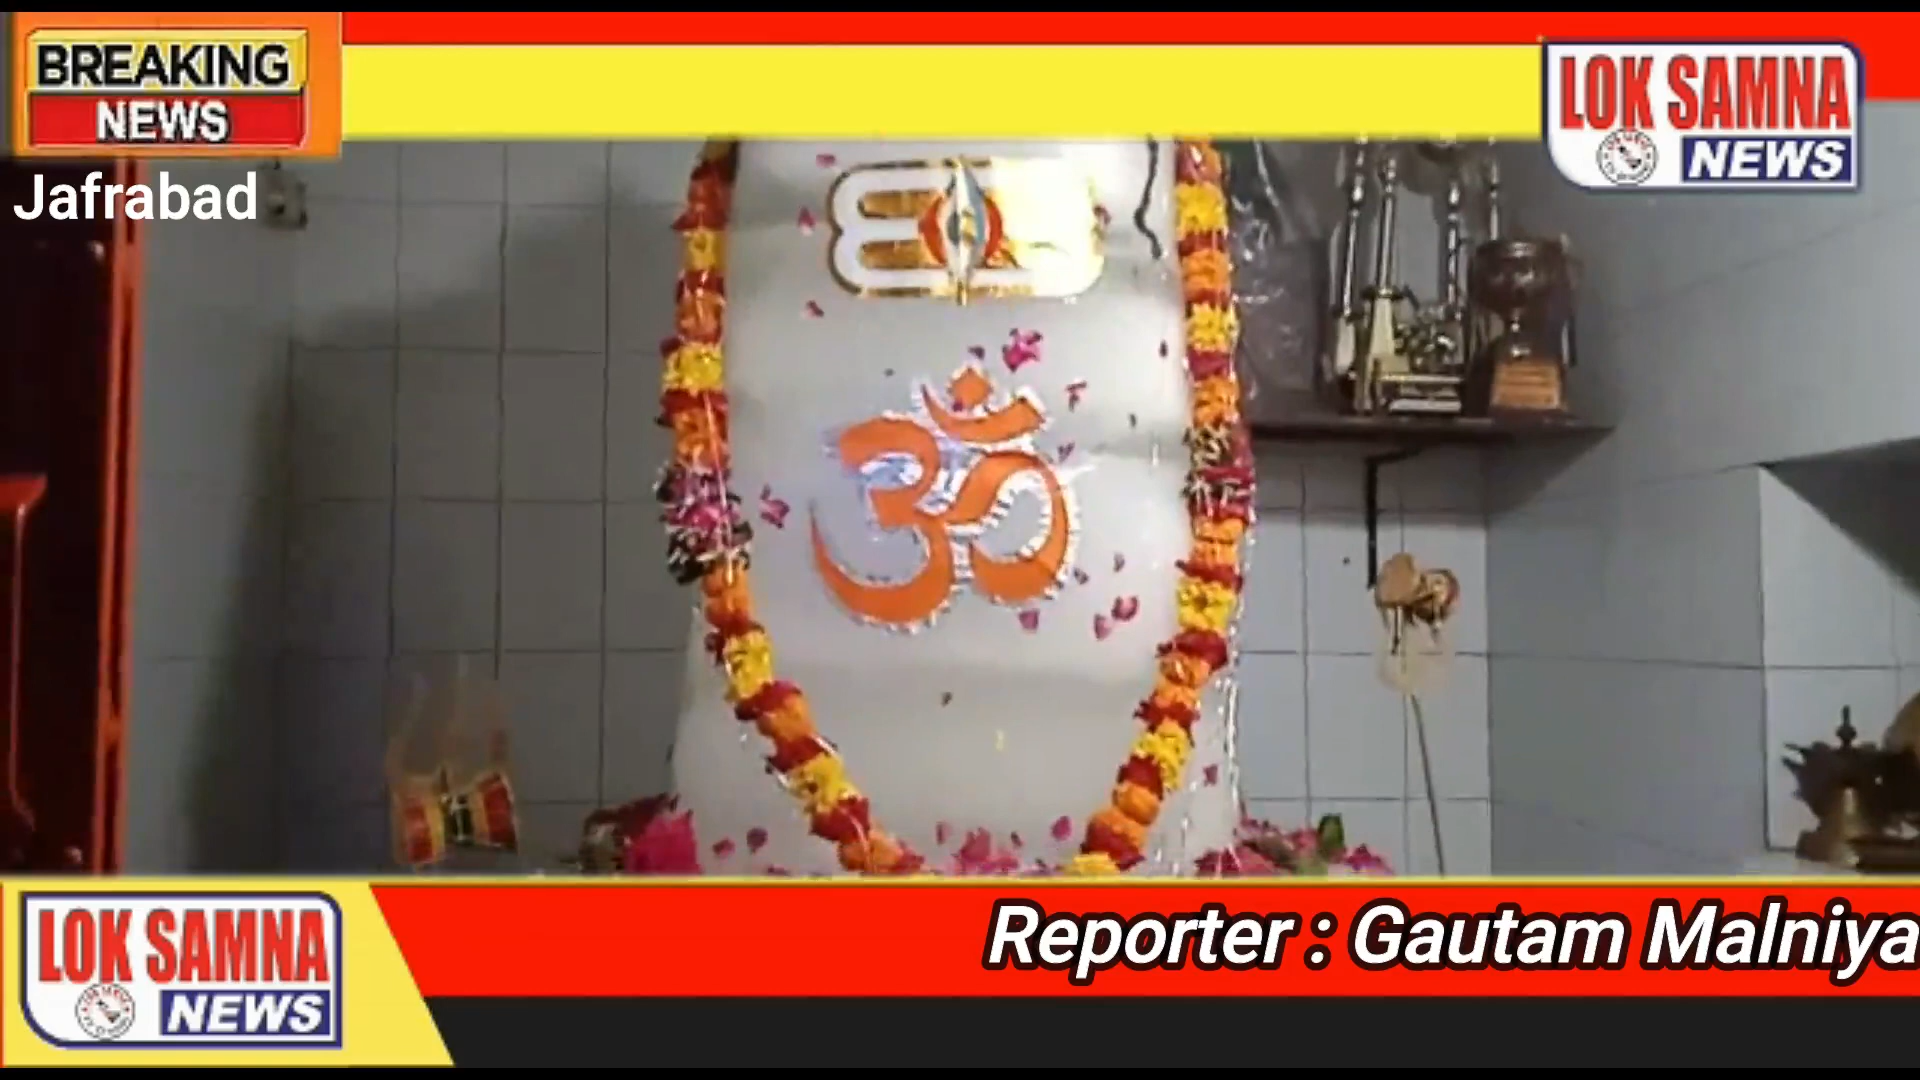 BREAKING
NEWS
LOK SAMNA
NEWS
Jafrabad
ॐ
LOK SAMNA
NEWS
Reporter : Gautam Malniya